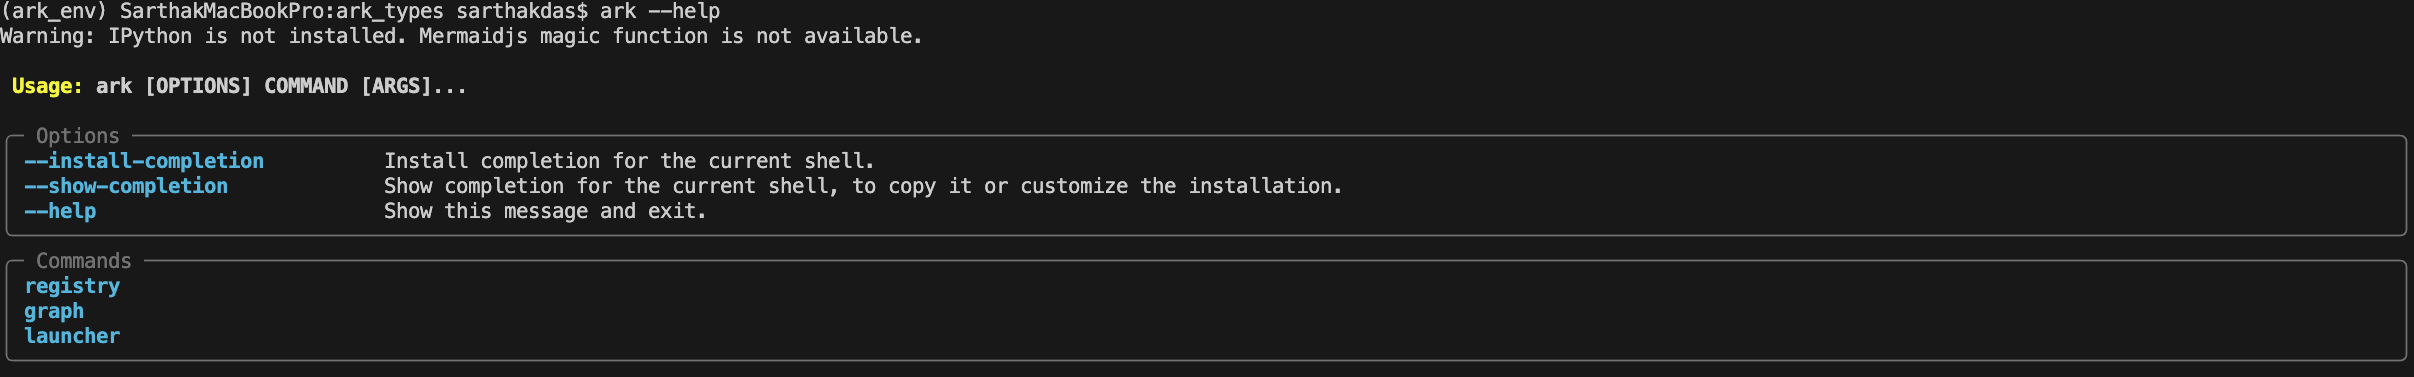 (ark_env) SarthakMacBookPro:ark_types sarthakdas$ ark --help
Warning: IPython is not installed. Mermaidjs magic function is not available.
Usage: ark [OPTIONS] COMMAND [ARGS]...
Options
--install-completion Install completion for the current shell.
--show-completion Show completion for the current shell, to copy it or customize the installation.
--help Show this message and exit.
Commands
registry
graph
launcher